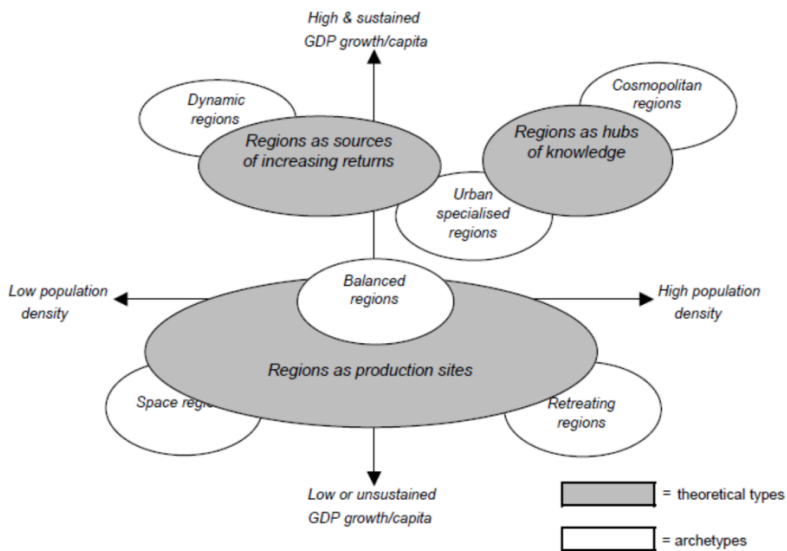 High & sustained
GDP growth/capita
Dynamic
regions
Cosmopolitan
regions
Regions as sources
of increasing returns
Regions as hubs
of knowledge
Urban
specialised
regions
Balanced
regions
Low population
density
High population
density
Regions as production sites
Space regio
Retreating
regions
Low or unsustained
GDP growth/capita
= theoretical types
= archetypes